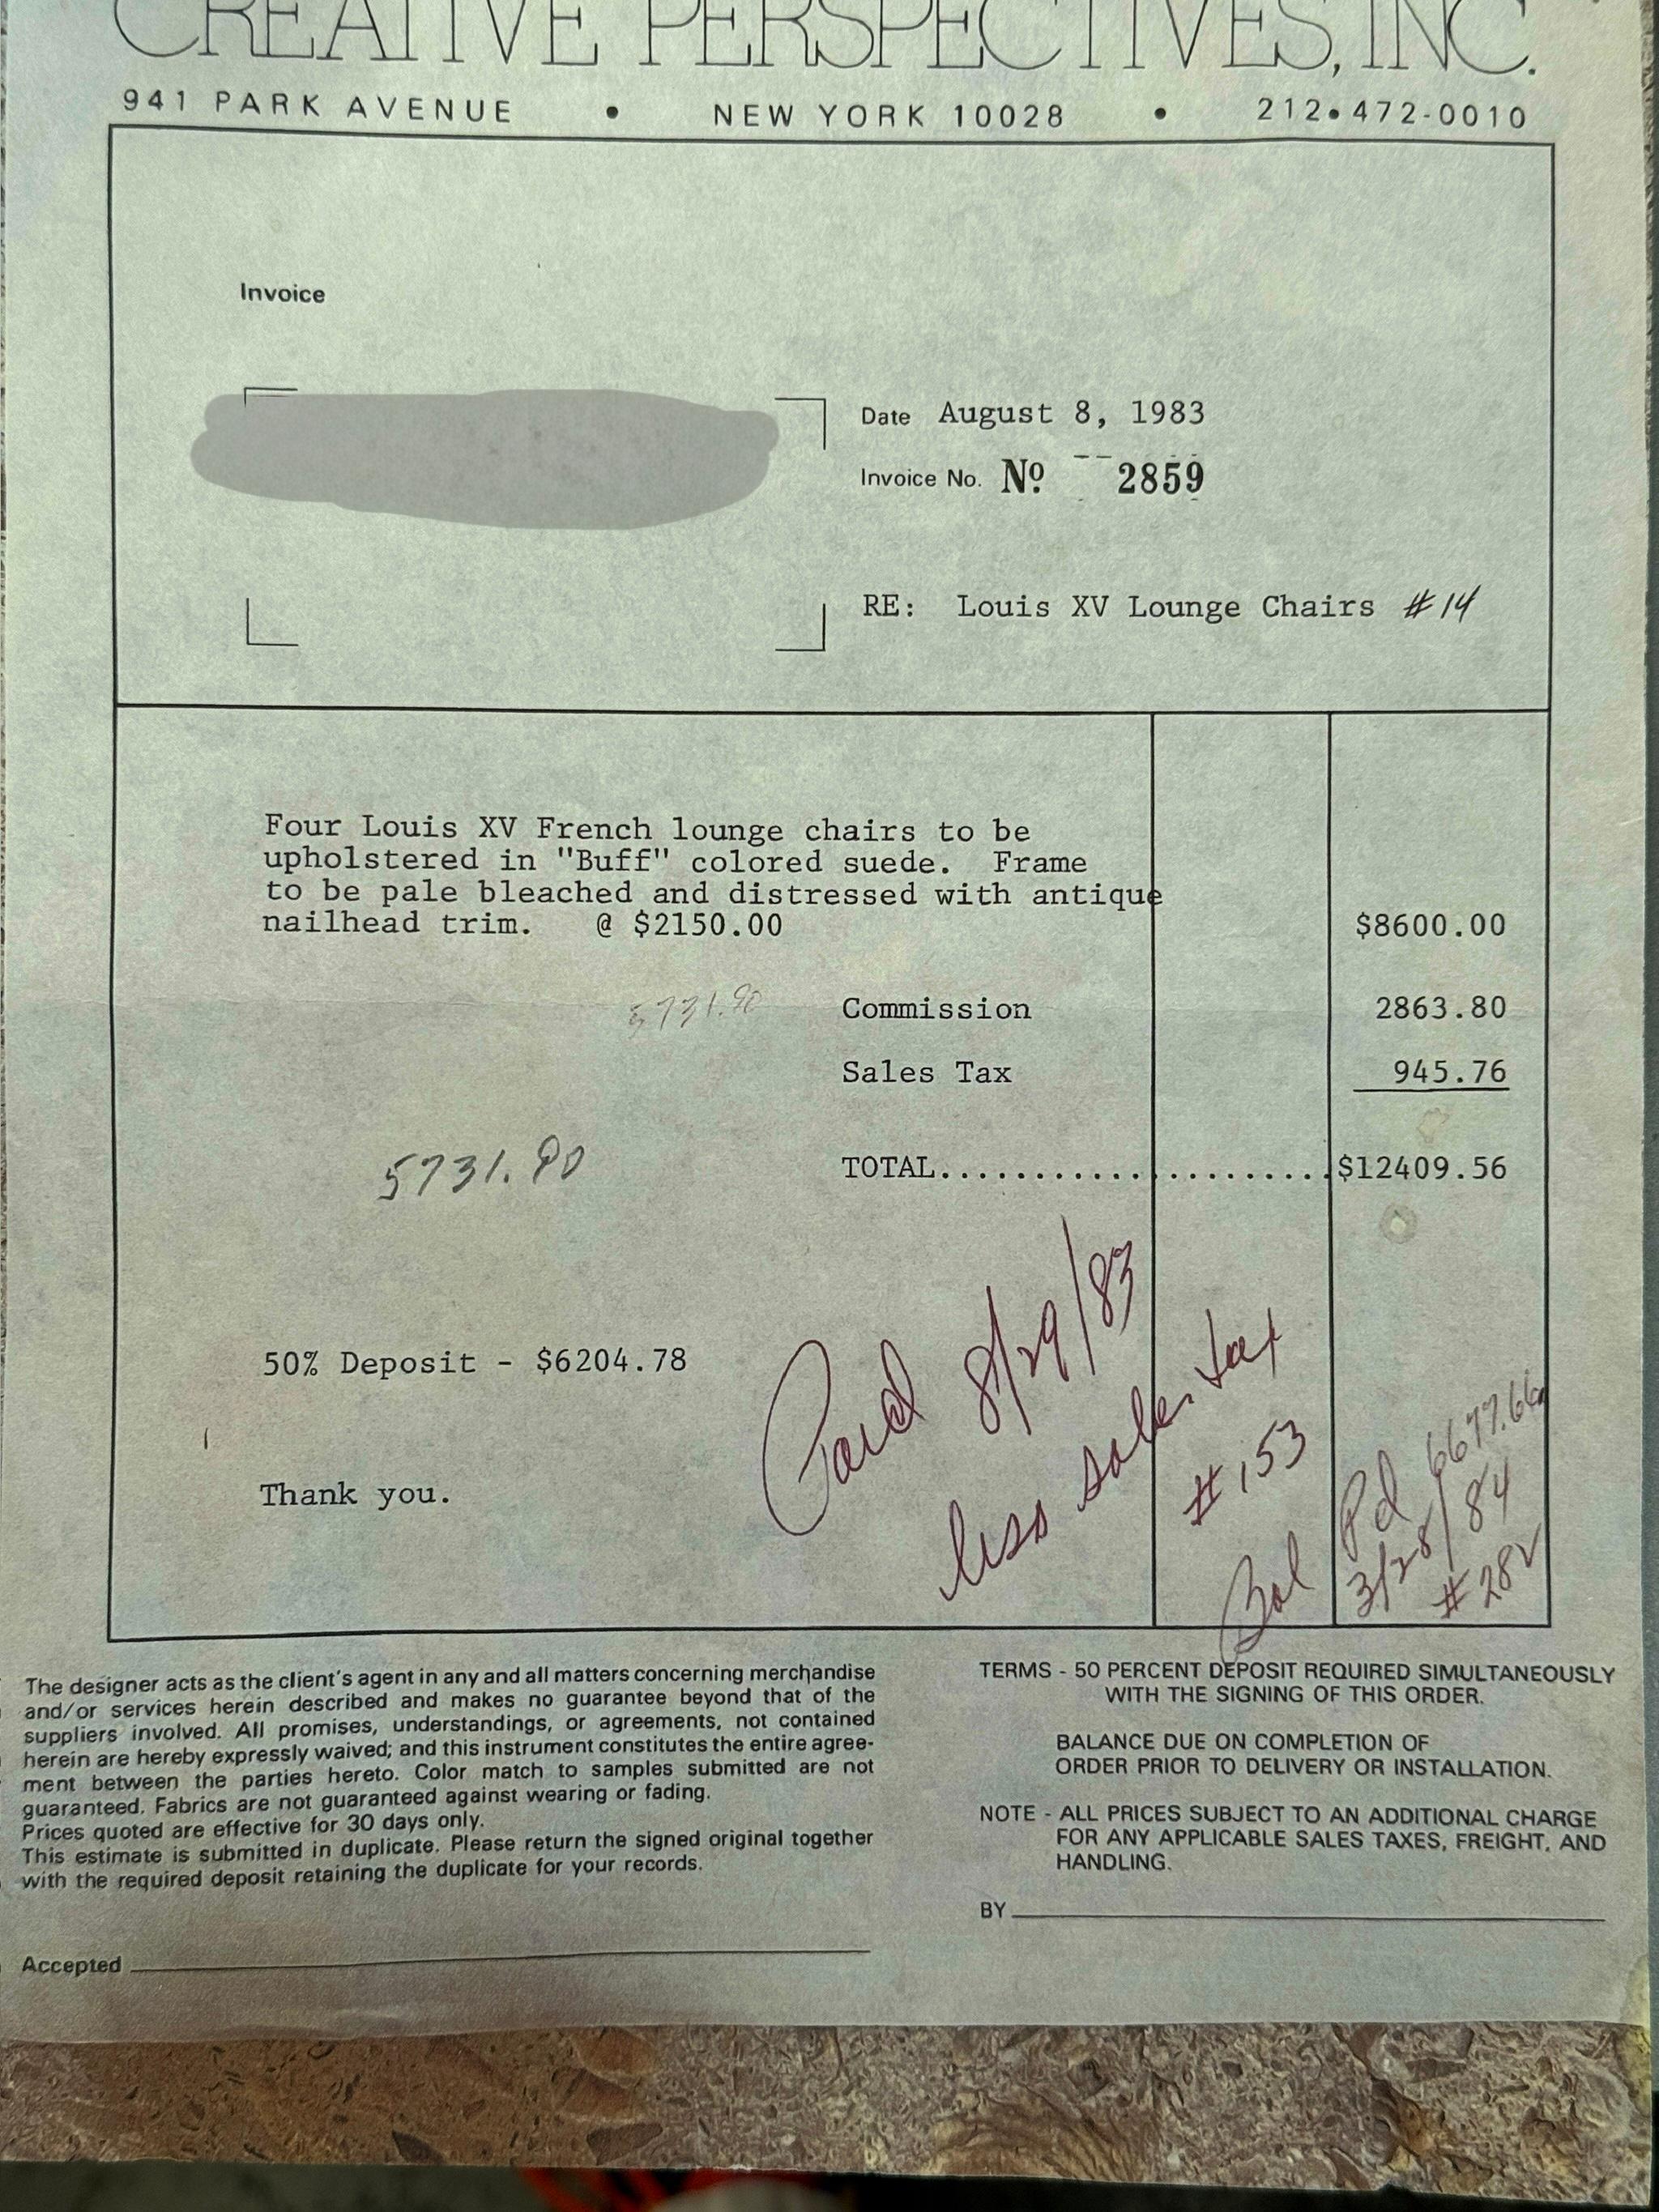 CREATIVE PERSPECTIVES, INC.
941 PARK AVENUE • NEW YORK 10028 • 212•472-0010
Invoice
Date August 8, 1983
Invoice No. Nº 2859
RE: Louis XV Lounge Chairs #14
Four Louis XV French lounge chairs to be
upholstered in "Buff" colored suede. Frame
to be pale bleached and distressed with antique
nailhead trim. @ $2150.00 $8600.00
5731.90 Commission 2863.80
Sales Tax 945.76
5731.90 TOTAL.......................$12409.56
50% Deposit - $6204.78
Paid 8/29/83
less sales tax
#153
Thank you.
Bal Pd 6677.66
3/28/84
#282
The designer acts as the client's agent in any and all matters concerning merchandise
and/or services herein described and makes no guarantee beyond that of the
suppliers involved. All promises, understandings, or agreements, not contained
herein are hereby expressly waived; and this instrument constitutes the entire agree-
ment between the parties hereto. Color match to samples submitted are not
guaranteed. Fabrics are not guaranteed against wearing or fading.
Prices quoted are effective for 30 days only.
This estimate is submitted in duplicate. Please return the signed original together
with the required deposit retaining the duplicate for your records.
Accepted
TERMS - 50 PERCENT DEPOSIT REQUIRED SIMULTANEOUSLY
WITH THE SIGNING OF THIS ORDER.
BALANCE DUE ON COMPLETION OF
ORDER PRIOR TO DELIVERY OR INSTALLATION.
NOTE - ALL PRICES SUBJECT TO AN ADDITIONAL CHARGE
FOR ANY APPLICABLE SALES TAXES, FREIGHT, AND
HANDLING.
BY